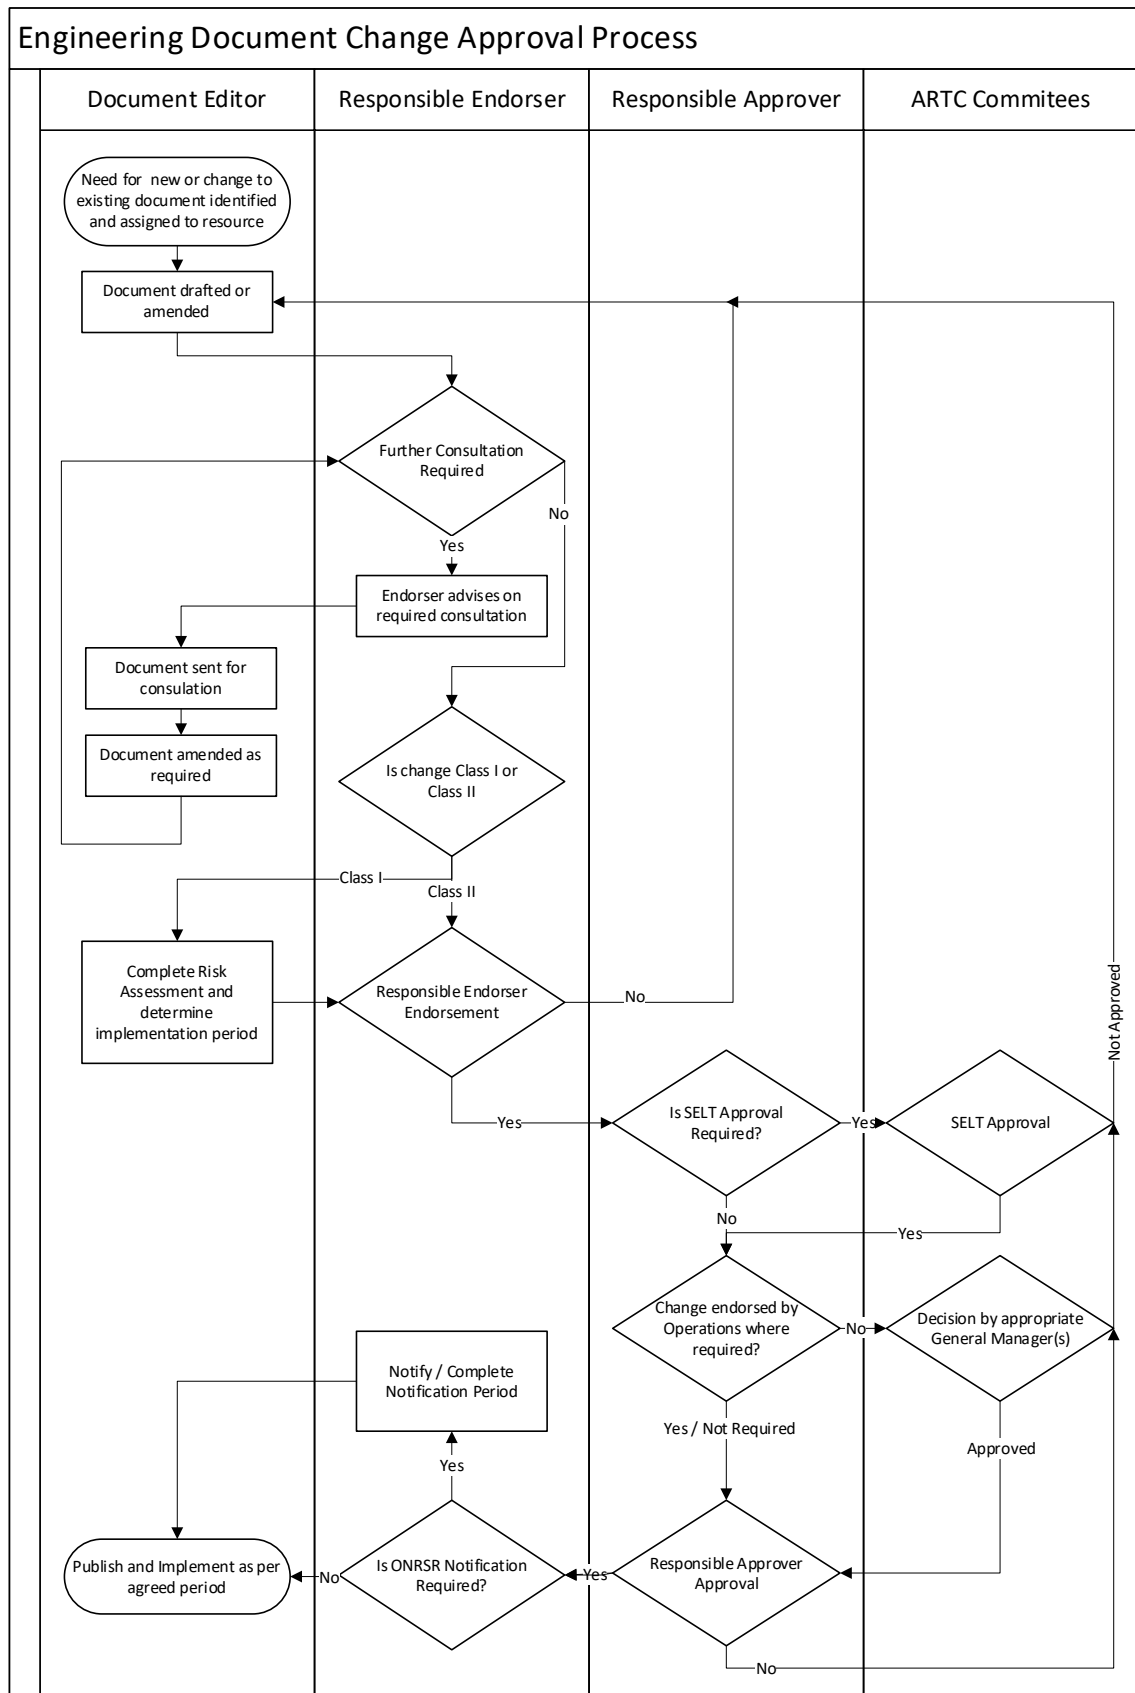 Engineering Document Change Approval Process
Document Editor
Responsible Endorser
Responsible Approver
ARTC Commitees
Need for new or change to
existing document identified
and assigned to resource
Document drafted or
amended
Further Consultation
Required
No
Yes
Endorser advises on
required consultation
Document sent for
consulation
Document amended as
required
Is change Class I or
Class II
Class I
Class II
Complete Risk
Assessment and
determine
implementation period
Responsible Endorser
Endorsement
No
Not Approved
Yes
Is SELT Approval
Required?
Yes
SELT Approval
No
Yes
Change endorsed by
Operations where
required?
No
Decision by appropriate
General Manager(s)
Notify / Complete
Notification Period
Yes / Not Required
Approved
Yes
Publish and Implement as per
agreed period
No
Is ONRSR Notification
Required?
Yes
Responsible Approver
Approval
No